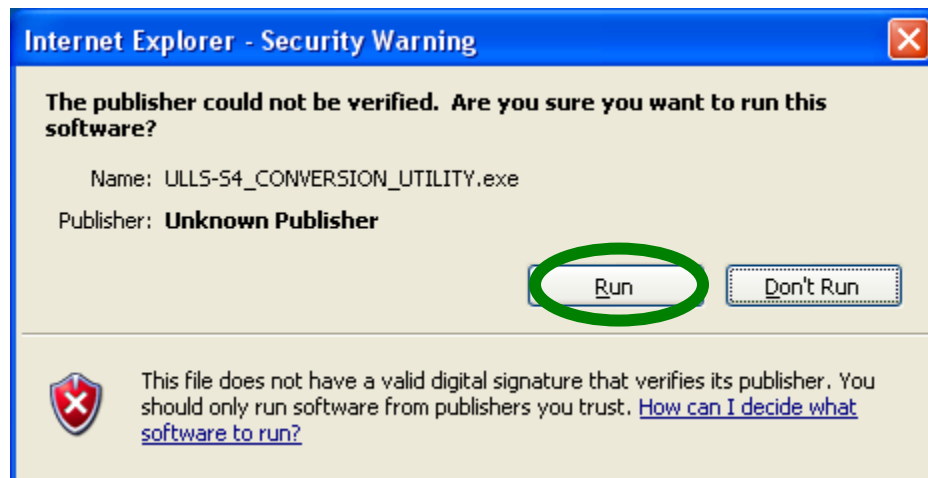 Internet Explorer - Security Warning
The publisher could not be verified. Are you sure you want to run this
software?
Name: ULLS-S4_CONVERSION_UTILITY.exe
Publisher: Unknown Publisher
Run Don't Run
This file does not have a valid digital signature that verifies its publisher. You
should only run software from publishers you trust. How can I decide what
software to run?